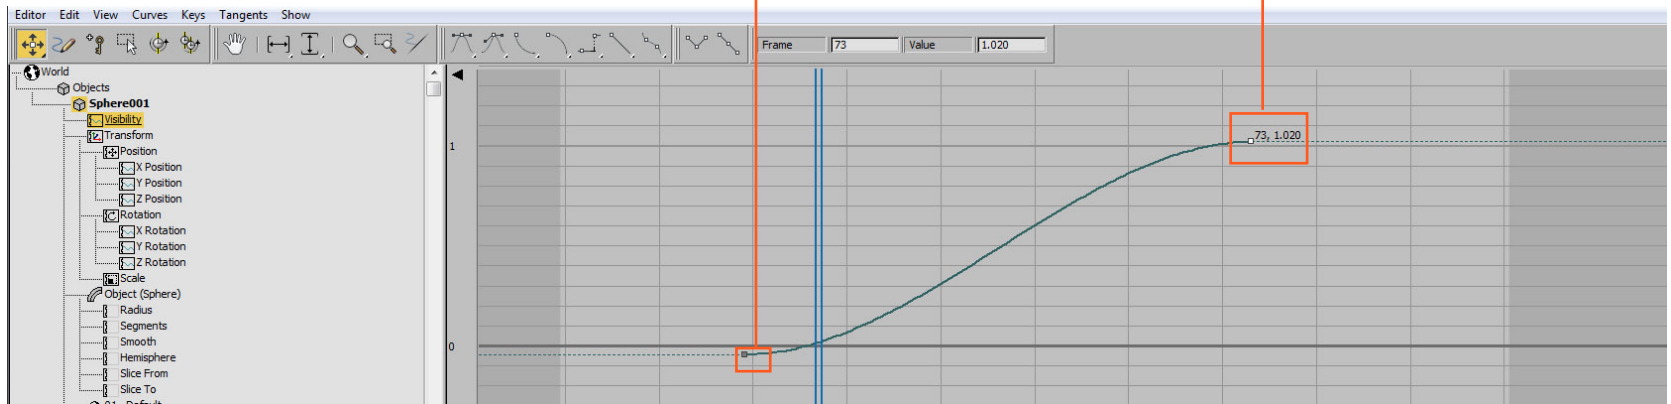 Editor Edit View Curves Keys Tangents Show
Frame 73 Value 1.020
World
Objects
Sphere001
Visibility
Transform
Position
X Position
Y Position
Z Position
Rotation
X Rotation
Y Rotation
Z Rotation
Scale
Object (Sphere)
Radius
Segments
Smooth
Hemisphere
Slice From
Slice To
01 - Default
1
73, 1.020
0